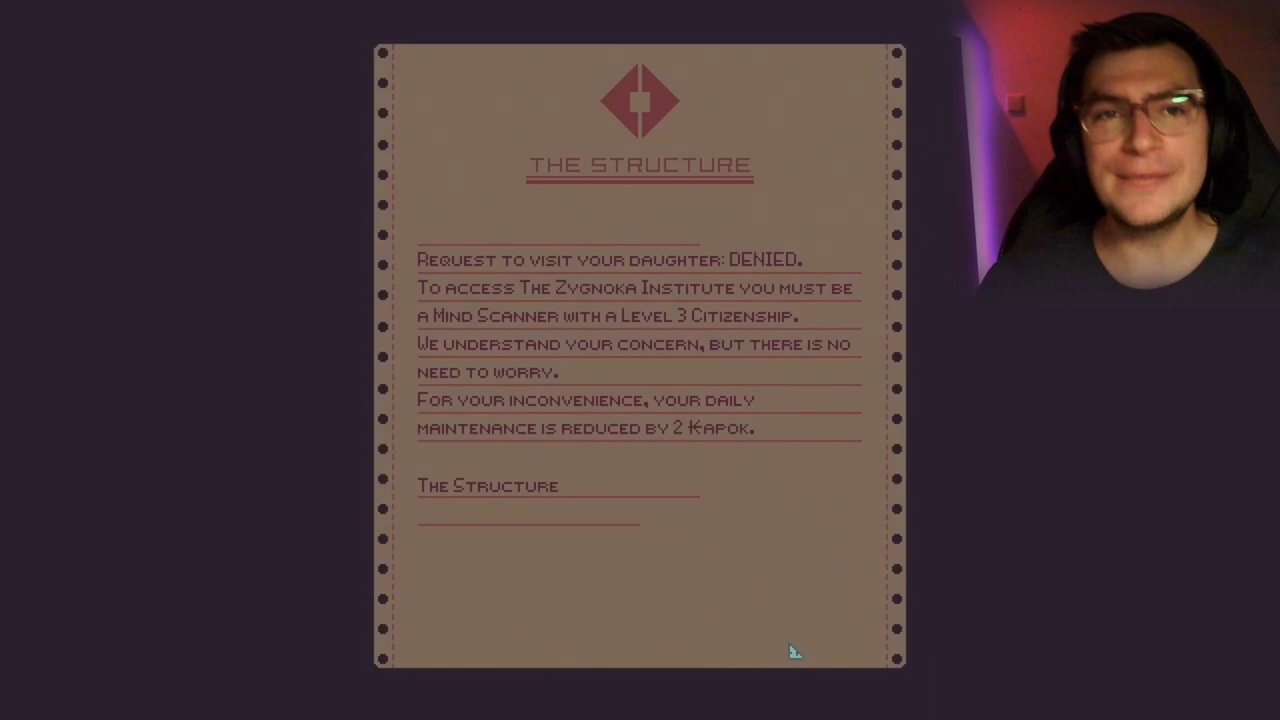 THE STRUCTURE
REQUEST TO VISIT YOUR DAUGHTER: DENIED.
TO ACCESS THE ZYGNOKA INSTITUTE YOU MUST BE
A MIND SCANNER WITH A LEVEL 3 CITIZENSHIP.
WE UNDERSTAND YOUR CONCERN, BUT THERE IS NO
NEED TO WORRY.
FOR YOUR INCONVENIENCE, YOUR DAILY
MAINTENANCE IS REDUCED BY 2 KAPOK.
THE STRUCTURE